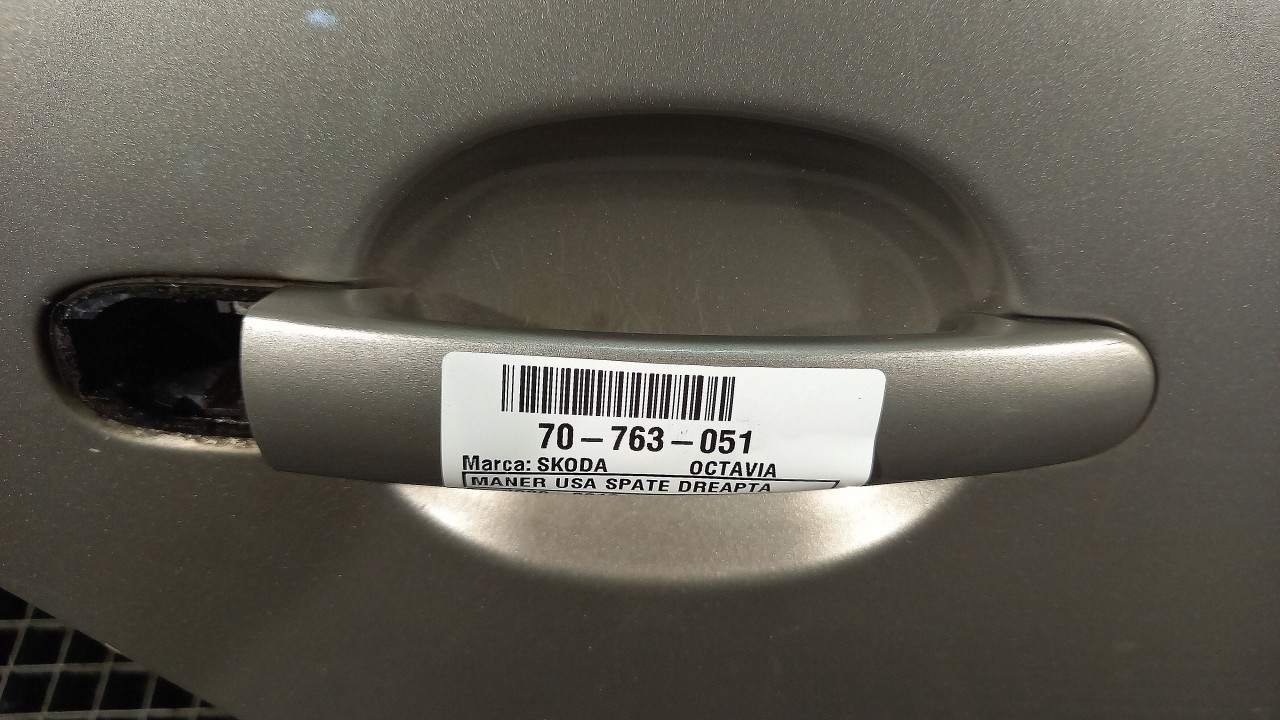 70-763-051
Marca: SKODA OCTAVIA
MANER USA SPATE DREAPTA